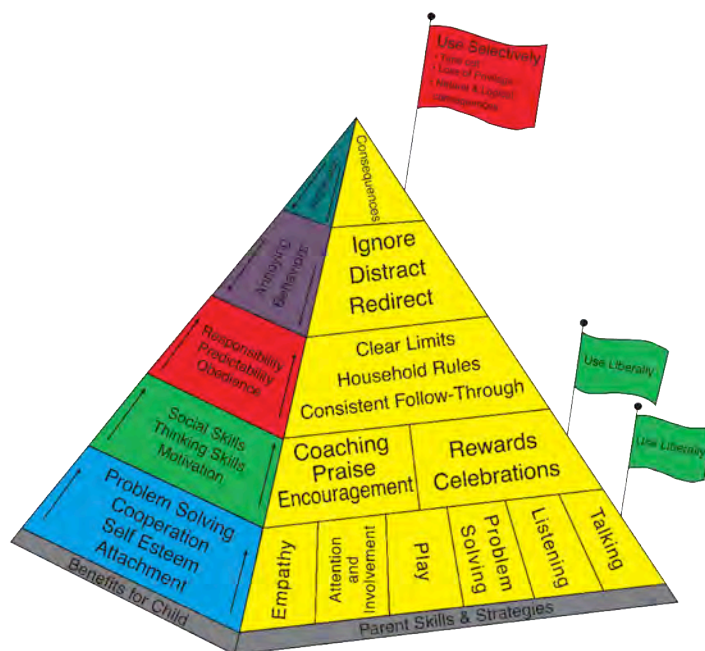 Use Selectively
• Time out
• Loss of Privilege
• Natural & Logical
consequences
Consequences
Annoying
Behaviors
Ignore
Distract
Redirect
Responsibility
Predictability
Obedience
Clear Limits
Household Rules
Consistent Follow-Through
Use Liberally
Social Skills
Thinking Skills
Motivation
Coaching
Praise
Encouragement
Rewards
Celebrations
Use Liberally
Problem Solving
Cooperation
Self Esteem
Attachment
Empathy
Attention
and
Involvement
Play
Problem
Solving
Listening
Talking
Benefits for Child
Parent Skills & Strategies